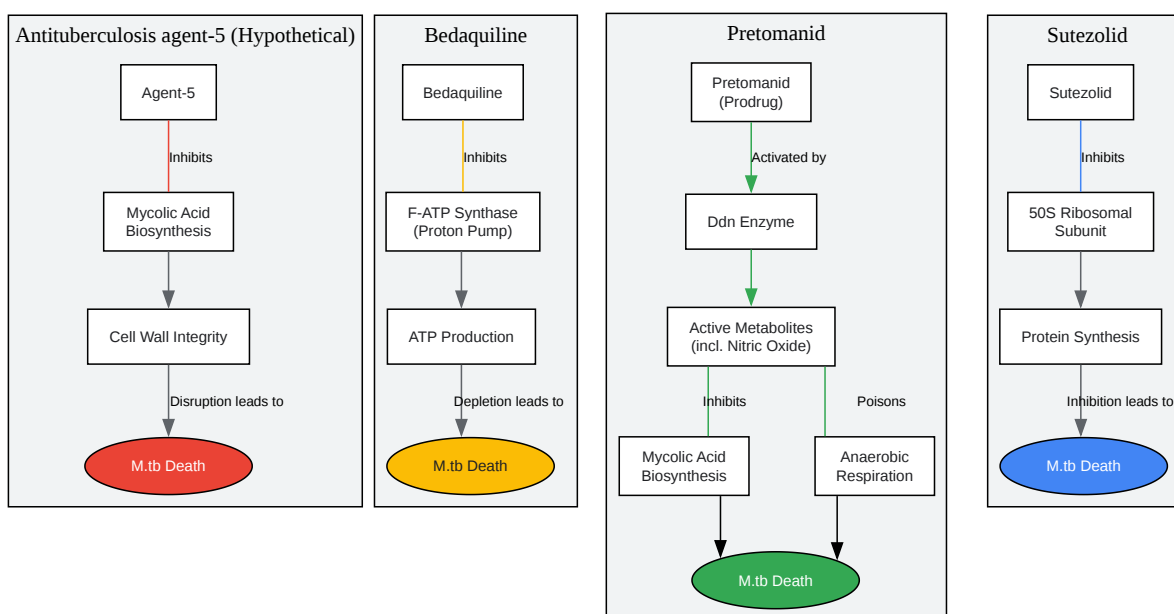 Antituberculosis agent-5 (Hypothetical)
Agent-5
Inhibits
Mycolic Acid
Biosynthesis
Cell Wall Integrity
Disruption leads to
M.tb Death
Bedaquiline
Bedaquiline
Inhibits
F-ATP Synthase
(Proton Pump)
ATP Production
Depletion leads to
M.tb Death
Pretomanid
Pretomanid
(Prodrug)
Activated by
Ddn Enzyme
Active Metabolites
(incl. Nitric Oxide)
Inhibits
Poisons
Mycolic Acid
Biosynthesis
Anaerobic
Respiration
M.tb Death
Sutezolid
Sutezolid
Inhibits
50S Ribosomal
Subunit
Protein Synthesis
Inhibition leads to
M.tb Death